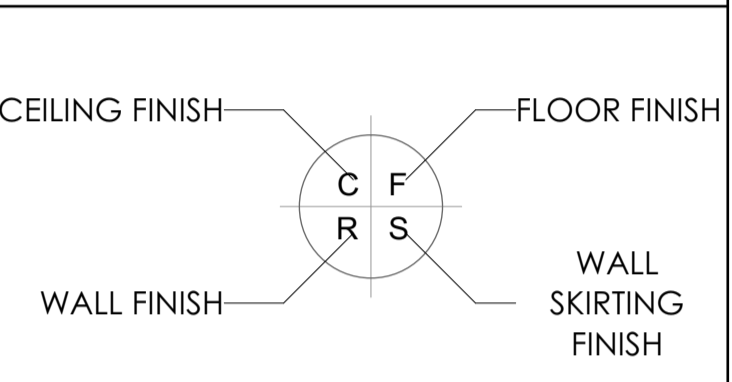 CEILING FINISH
FLOOR FINISH
C F
R S
WALL FINISH
WALL
SKIRTING
FINISH